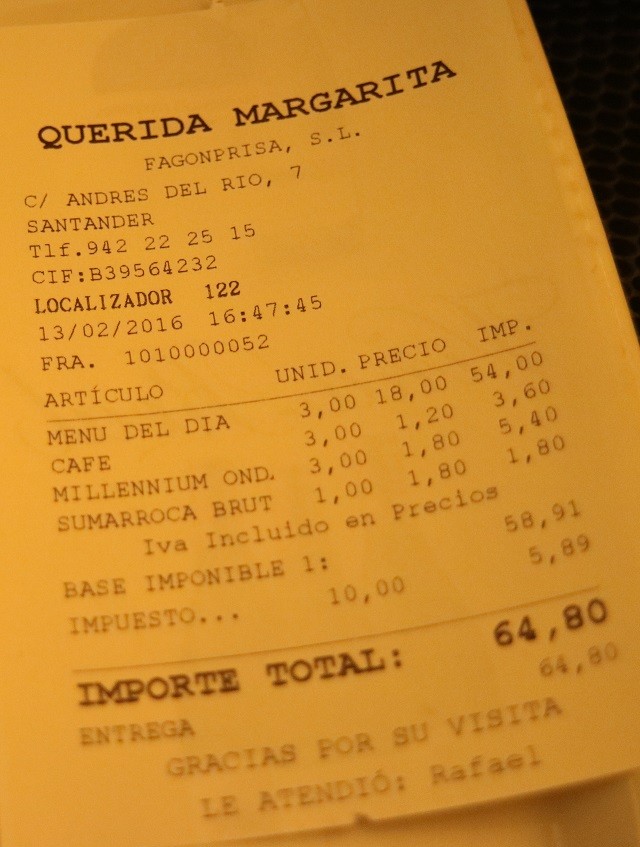 QUERIDA MARGARITA
FAGONPRISA, S.L.
C/ ANDRES DEL RIO, 7
SANTANDER
Tlf.942 22 25 15
CIF:B39564232
LOCALIZADOR 122
13/02/2016 16:47:45
FRA. 1010000052
ARTÍCULO UNID. PRECIO IMP.
MENU DEL DIA 3,00 18,00 54,00
CAFE 3,00 1,20 3,60
MILLENNIUM OND. 3,00 1,80 5,40
SUMARROCA BRUT 1,00 1,80 1,80
Iva Incluido en Precios
BASE IMPONIBLE 1: 58,91
IMPUESTO... 10,00 5,89
IMPORTE TOTAL: 64,80
ENTREGA 64,80
GRACIAS POR SU VISITA
LE ATENDIÓ: Rafael